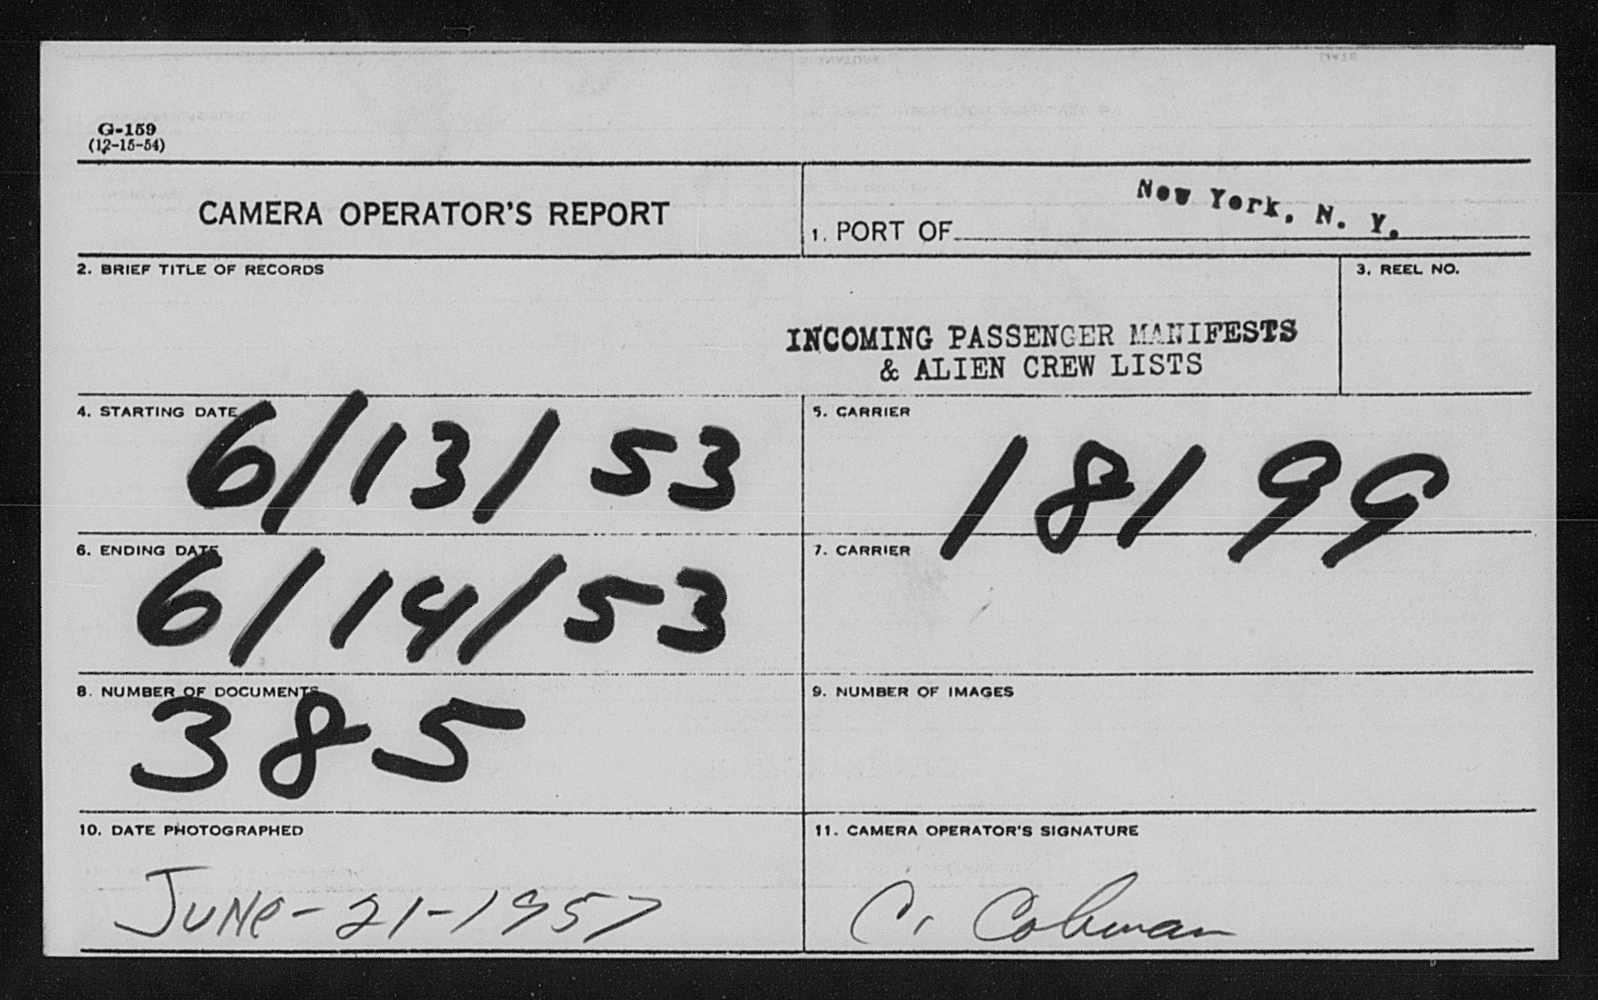 G-159
(12-15-54)
CAMERA OPERATOR'S REPORT
1. PORT OF New York, N. Y.
2. BRIEF TITLE OF RECORDS
3. REEL NO.
INCOMING PASSENGER MANIFESTS
& ALIEN CREW LISTS
4. STARTING DATE
6/13/53
5. CARRIER
18199
6. ENDING DATE
6/14/53
7. CARRIER
8. NUMBER OF DOCUMENTS
385
9. NUMBER OF IMAGES
10. DATE PHOTOGRAPHED
June-21-1957
11. CAMERA OPERATOR'S SIGNATURE
C. Cohman